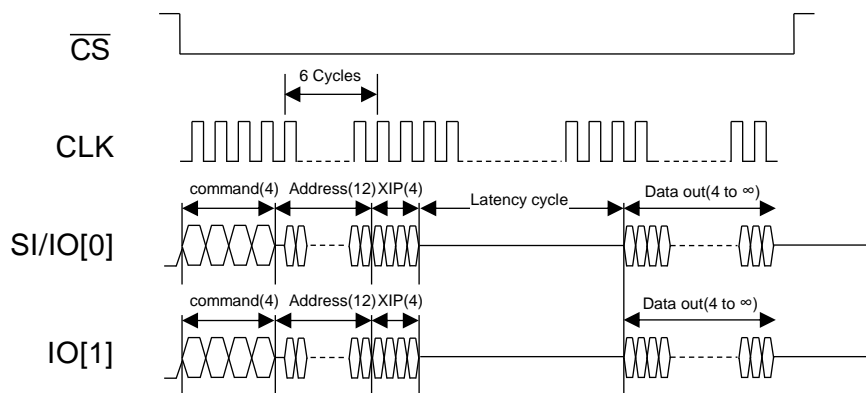 CS
6 Cycles
CLK
command(4) Address(12) XIP(4) Latency cycle Data out(4 to ∞)
SI/IO[0]
command(4) Address(12) XIP(4) Data out(4 to ∞)
IO[1]